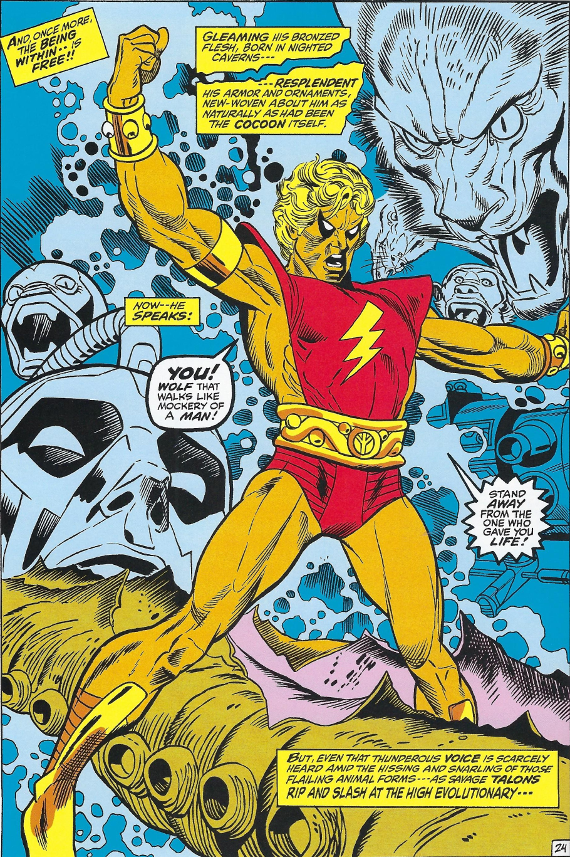 AND, ONCE MORE,
THE BEING
WITHIN-- IS
FREE!!
GLEAMING HIS BRONZED
FLESH, BORN IN NIGHTED
CAVERNS---
---RESPLENDENT
HIS ARMOR AND ORNAMENTS,
NEW-WOVEN ABOUT HIM AS
NATURALLY AS HAD BEEN
THE COCOON ITSELF.
NOW--HE
SPEAKS:
YOU!
WOLF THAT
WALKS LIKE
MOCKERY OF
A MAN!
STAND
AWAY
FROM THE
ONE WHO
GAVE YOU
LIFE!
BUT, EVEN THAT THUNDEROUS VOICE IS SCARCELY
HEARD AMID THE HISSING AND SNARLING OF THOSE
FLAILING ANIMAL FORMS---AS SAVAGE TALONS
RIP AND SLASH AT THE HIGH EVOLUTIONARY---
24